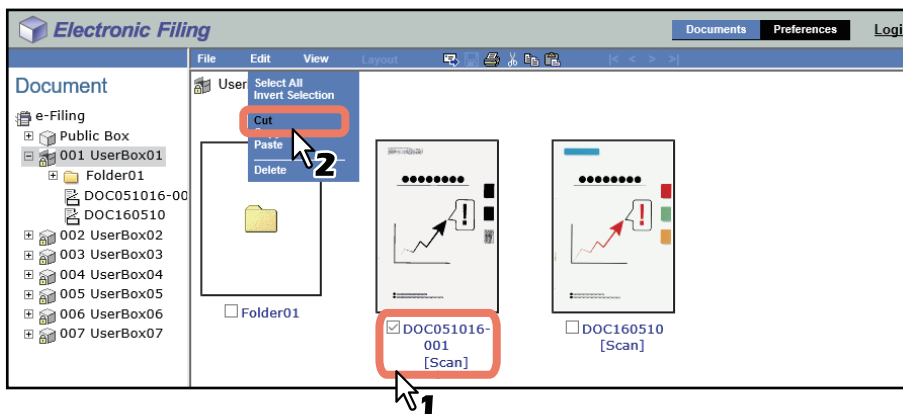 Electronic Filing
Documents Preferences Logi
File Edit View Layout |< < > >|
Document
e-Filing
Public Box
001 UserBox01
Folder01
DOC051016-00
DOC160510
002 UserBox02
003 UserBox03
004 UserBox04
005 UserBox05
006 UserBox06
007 UserBox07
User
Select All
Invert Selection
Cut
Paste
Delete
2
!
!
Folder01
DOC051016-
001
[Scan]
DOC160510
[Scan]
1